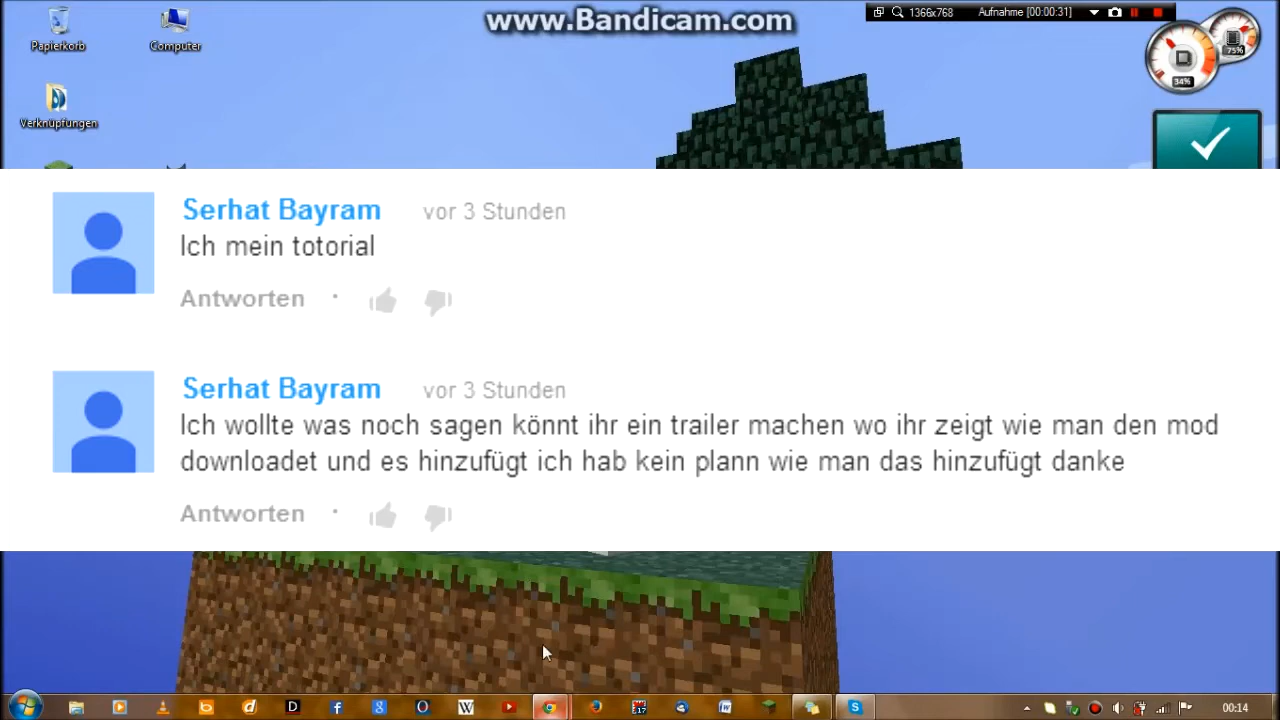 www.Bandicam.com
1366x768 Aufnahme [00:00:31]
Papierkorb
Computer
75%
34%
Verknüpfungen
Serhat Bayram vor 3 Stunden
Ich mein totorial
Antworten ·
Serhat Bayram vor 3 Stunden
Ich wollte was noch sagen könnt ihr ein trailer machen wo ihr zeigt wie man den mod
downloadet und es hinzufügt ich hab kein plann wie man das hinzufügt danke
Antworten ·
00:14